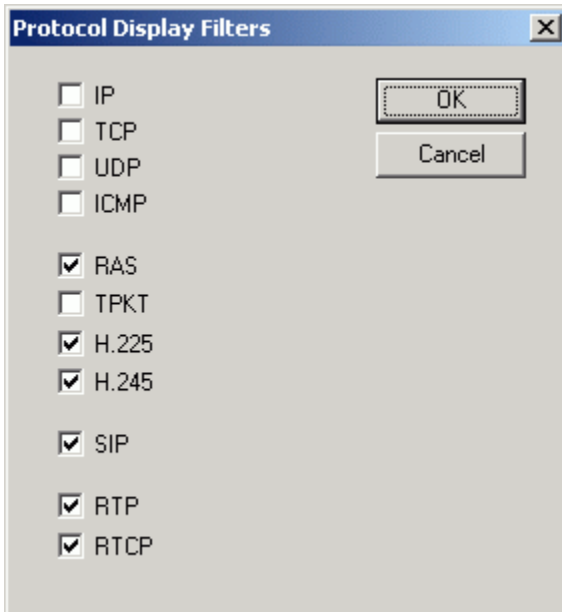 Protocol Display Filters
IP
TCP
UDP
ICMP
RAS
TPKT
H.225
H.245
SIP
RTP
RTCP
OK
Cancel